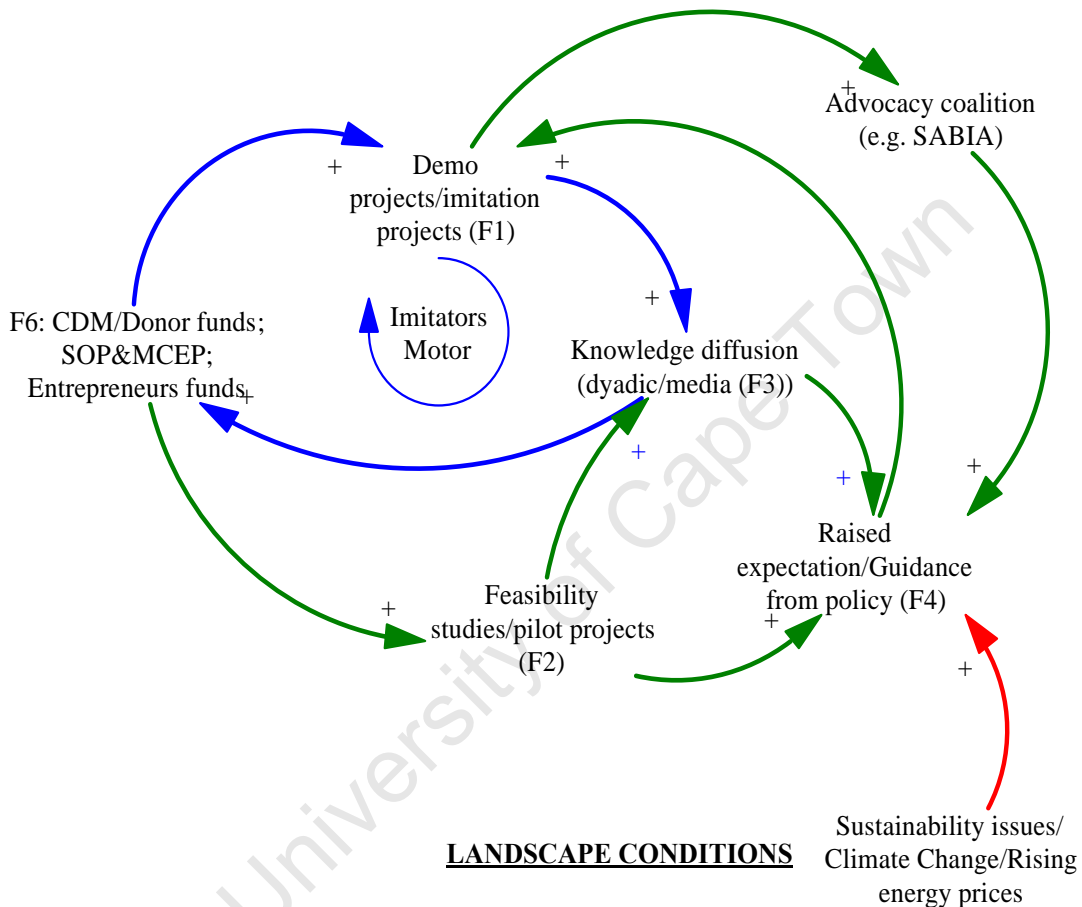 +
Advocacy coalition
(e.g. SABIA)
+
Demo
projects/imitation
projects (F1)
+
+
Imitators
Motor
F6: CDM/Donor funds;
SOP&MCEP;
Entrepreneurs funds
+
Knowledge diffusion
(dyadic/media (F3))
+
+
+
Raised
expectation/Guidance
from policy (F4)
+
Feasibility
studies/pilot projects
(F2)
+
+
LANDSCAPE CONDITIONS
Sustainability issues/
Climate Change/Rising
energy prices
University of Cape Town